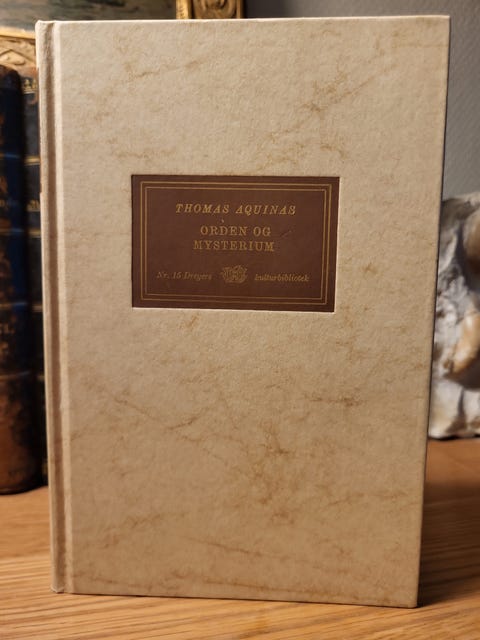 THOMAS AQUINAS
ORDEN OG
MYSTERIUM
Nr. 15 Dreyers kulturbibliotek